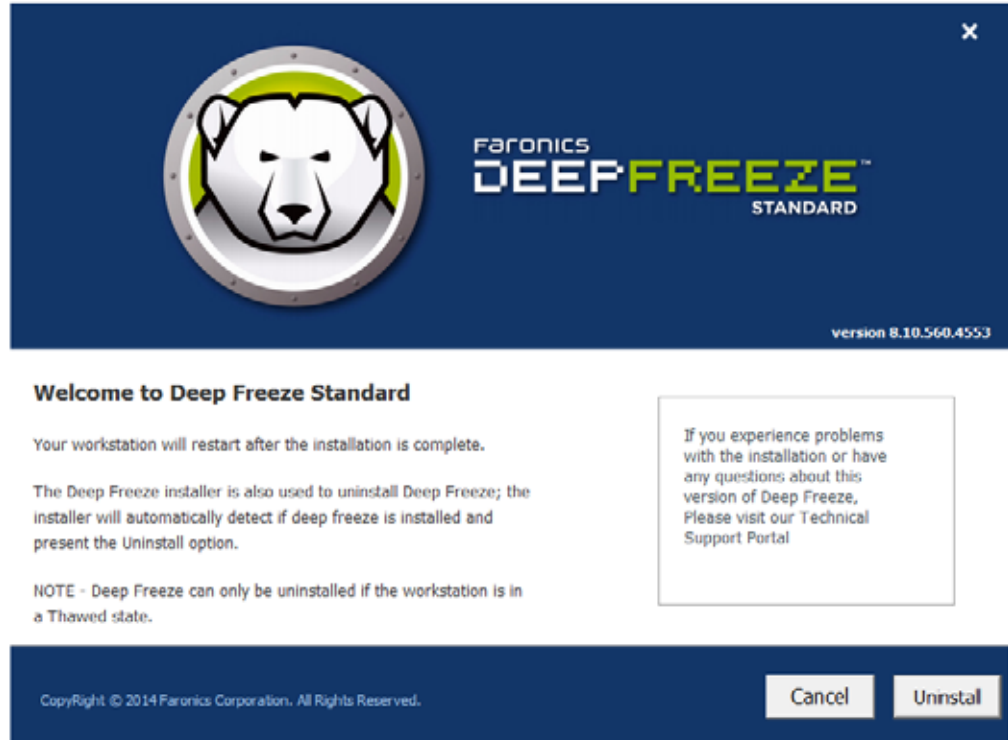 ×
Faronics
DEEPFREEZE™
STANDARD
version 8.10.560.4553
Welcome to Deep Freeze Standard
Your workstation will restart after the installation is complete.
The Deep Freeze installer is also used to uninstall Deep Freeze; the
installer will automatically detect if deep freeze is installed and
present the Uninstall option.
NOTE - Deep Freeze can only be uninstalled if the workstation is in
a Thawed state.
If you experience problems
with the installation or have
any questions about this
version of Deep Freeze,
Please visit our Technical
Support Portal
CopyRight © 2014 Faronics Corporation. All Rights Reserved.
Cancel
Uninstall